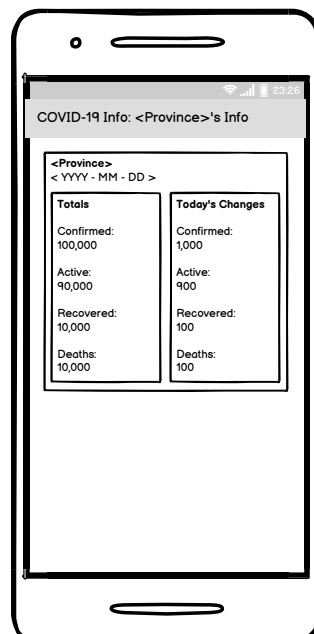 23:26
COVID-19 Info: <Province>'s Info
<Province>
< YYYY - MM - DD >
Totals
Confirmed:
100,000
Active:
90,000
Recovered:
10,000
Deaths:
10,000
Today's Changes
Confirmed:
1,000
Active:
900
Recovered:
100
Deaths:
100